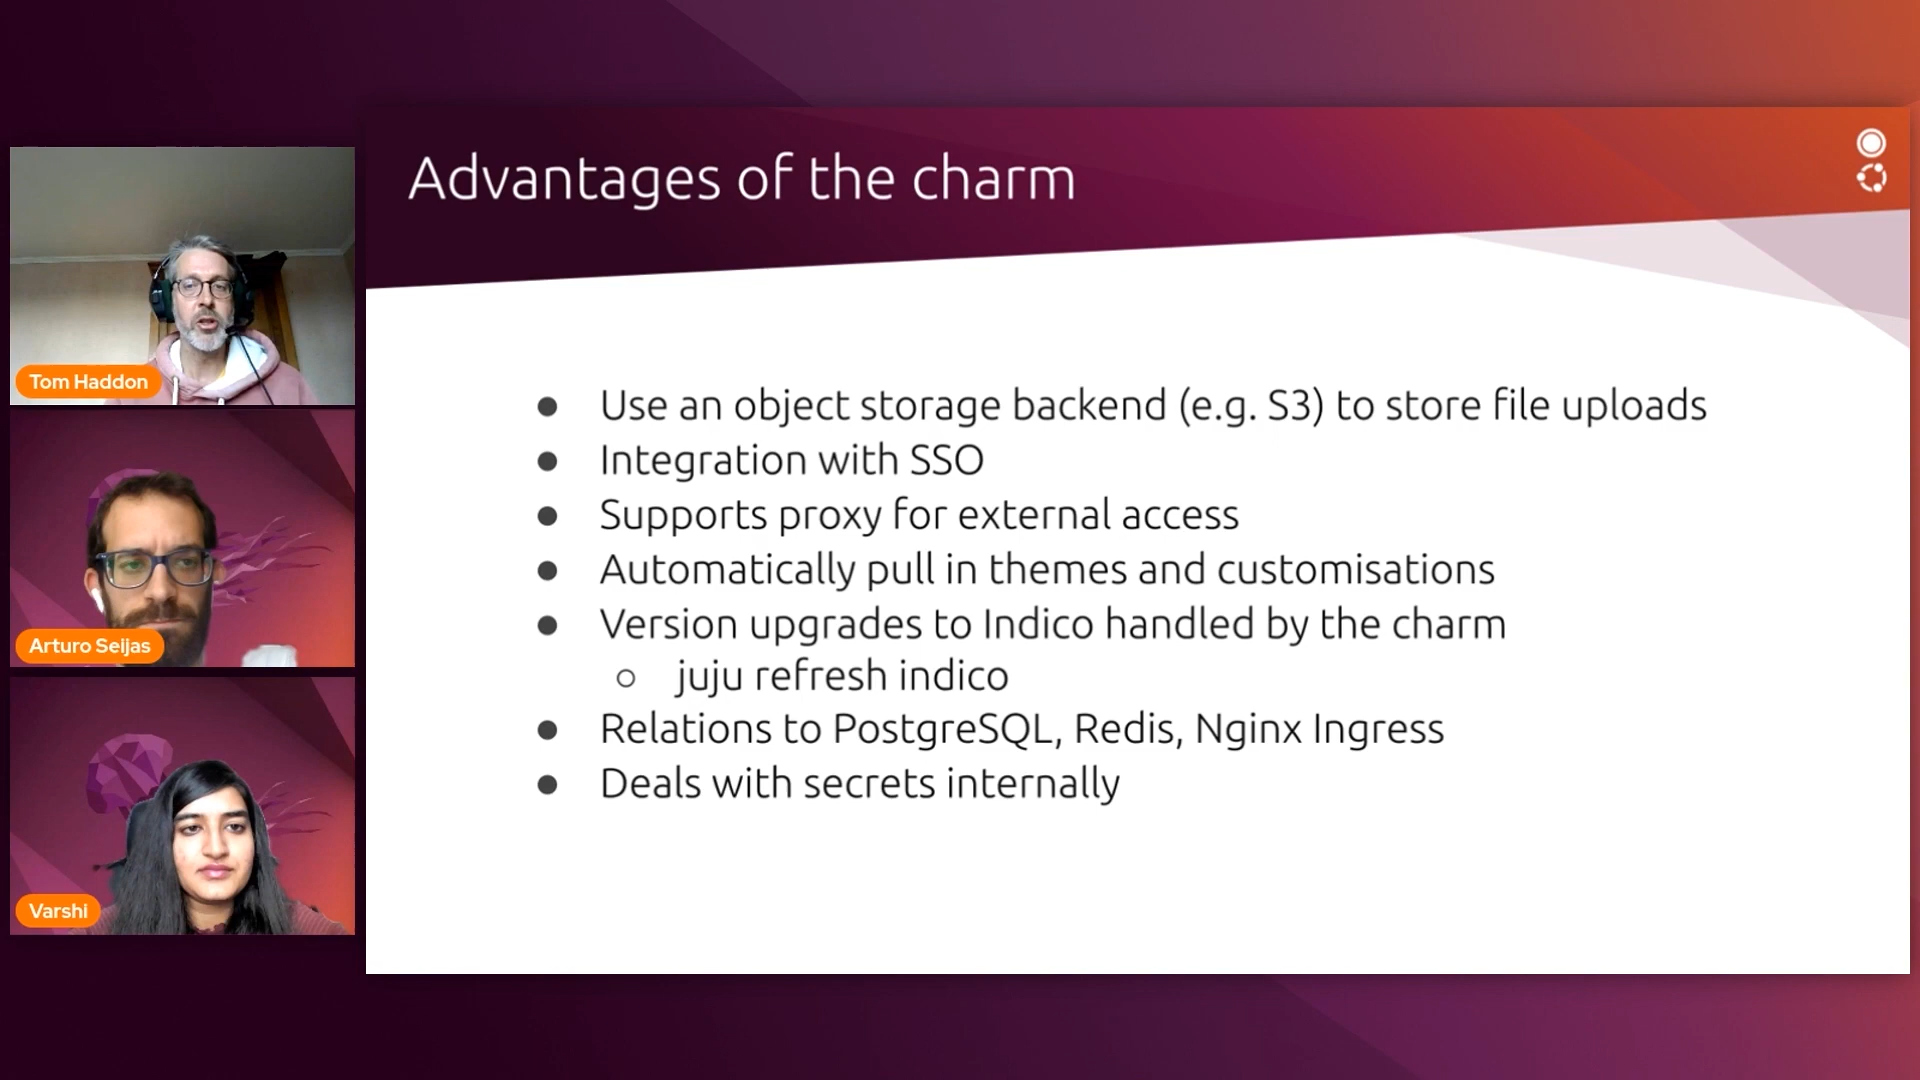 Advantages of the charm
Tom Haddon
Arturo Seijas
Varshi
● Use an object storage backend (e.g. S3) to store file uploads
● Integration with SSO
● Supports proxy for external access
● Automatically pull in themes and customisations
● Version upgrades to Indico handled by the charm
○ juju refresh indico
● Relations to PostgreSQL, Redis, Nginx Ingress
● Deals with secrets internally